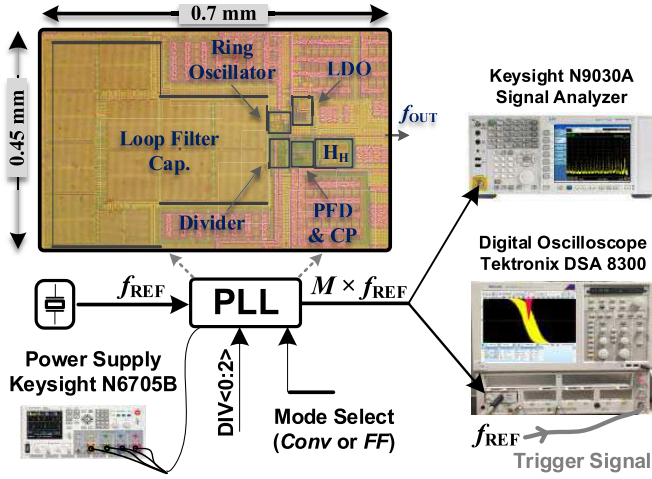 0.7 mm
0.45 mm
Ring
Oscillator
LDO
Loop Filter
Cap.
fOUT
HH
Divider
PFD
& CP
Keysight N9030A
Signal Analyzer
Digital Oscilloscope
Tektronix DSA 8300
fREF
PLL
M × fREF
Power Supply
Keysight N6705B
DIV<0:2>
Mode Select
(Conv or FF)
fREF
Trigger Signal